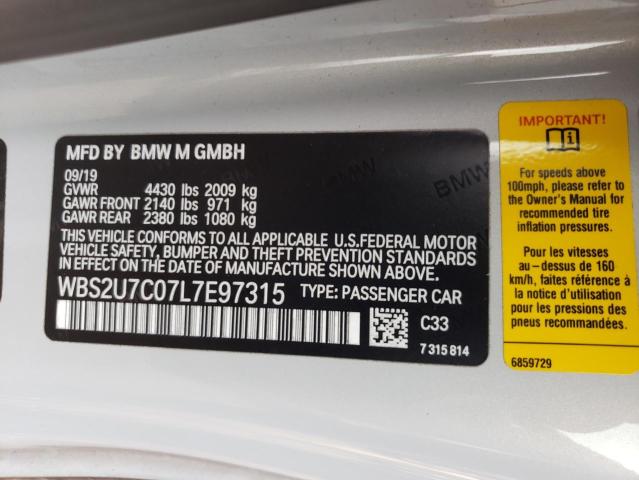 MFD BY BMW M GMBH
09/19
GVWR 4430 lbs 2009 kg
GAWR FRONT 2140 lbs 971 kg
GAWR REAR 2380 lbs 1080 kg
THIS VEHICLE CONFORMS TO ALL APPLICABLE U.S.FEDERAL MOTOR
VEHICLE SAFETY, BUMPER AND THEFT PREVENTION STANDARDS
IN EFFECT ON THE DATE OF MANUFACTURE SHOWN ABOVE.
WBS2U7C07L7E97315 TYPE: PASSENGER CAR
C33
7 315 814
BMW
IMPORTANT!
For speeds above
100mph, please refer to
the Owner's Manual for
recommended tire
inflation pressures.
Pour les vitesses
au-dessus de 160
km/h, faites référence à
la notice d'utilisation
pour pressions de
gonflage de pneus
recommandées.
6859729